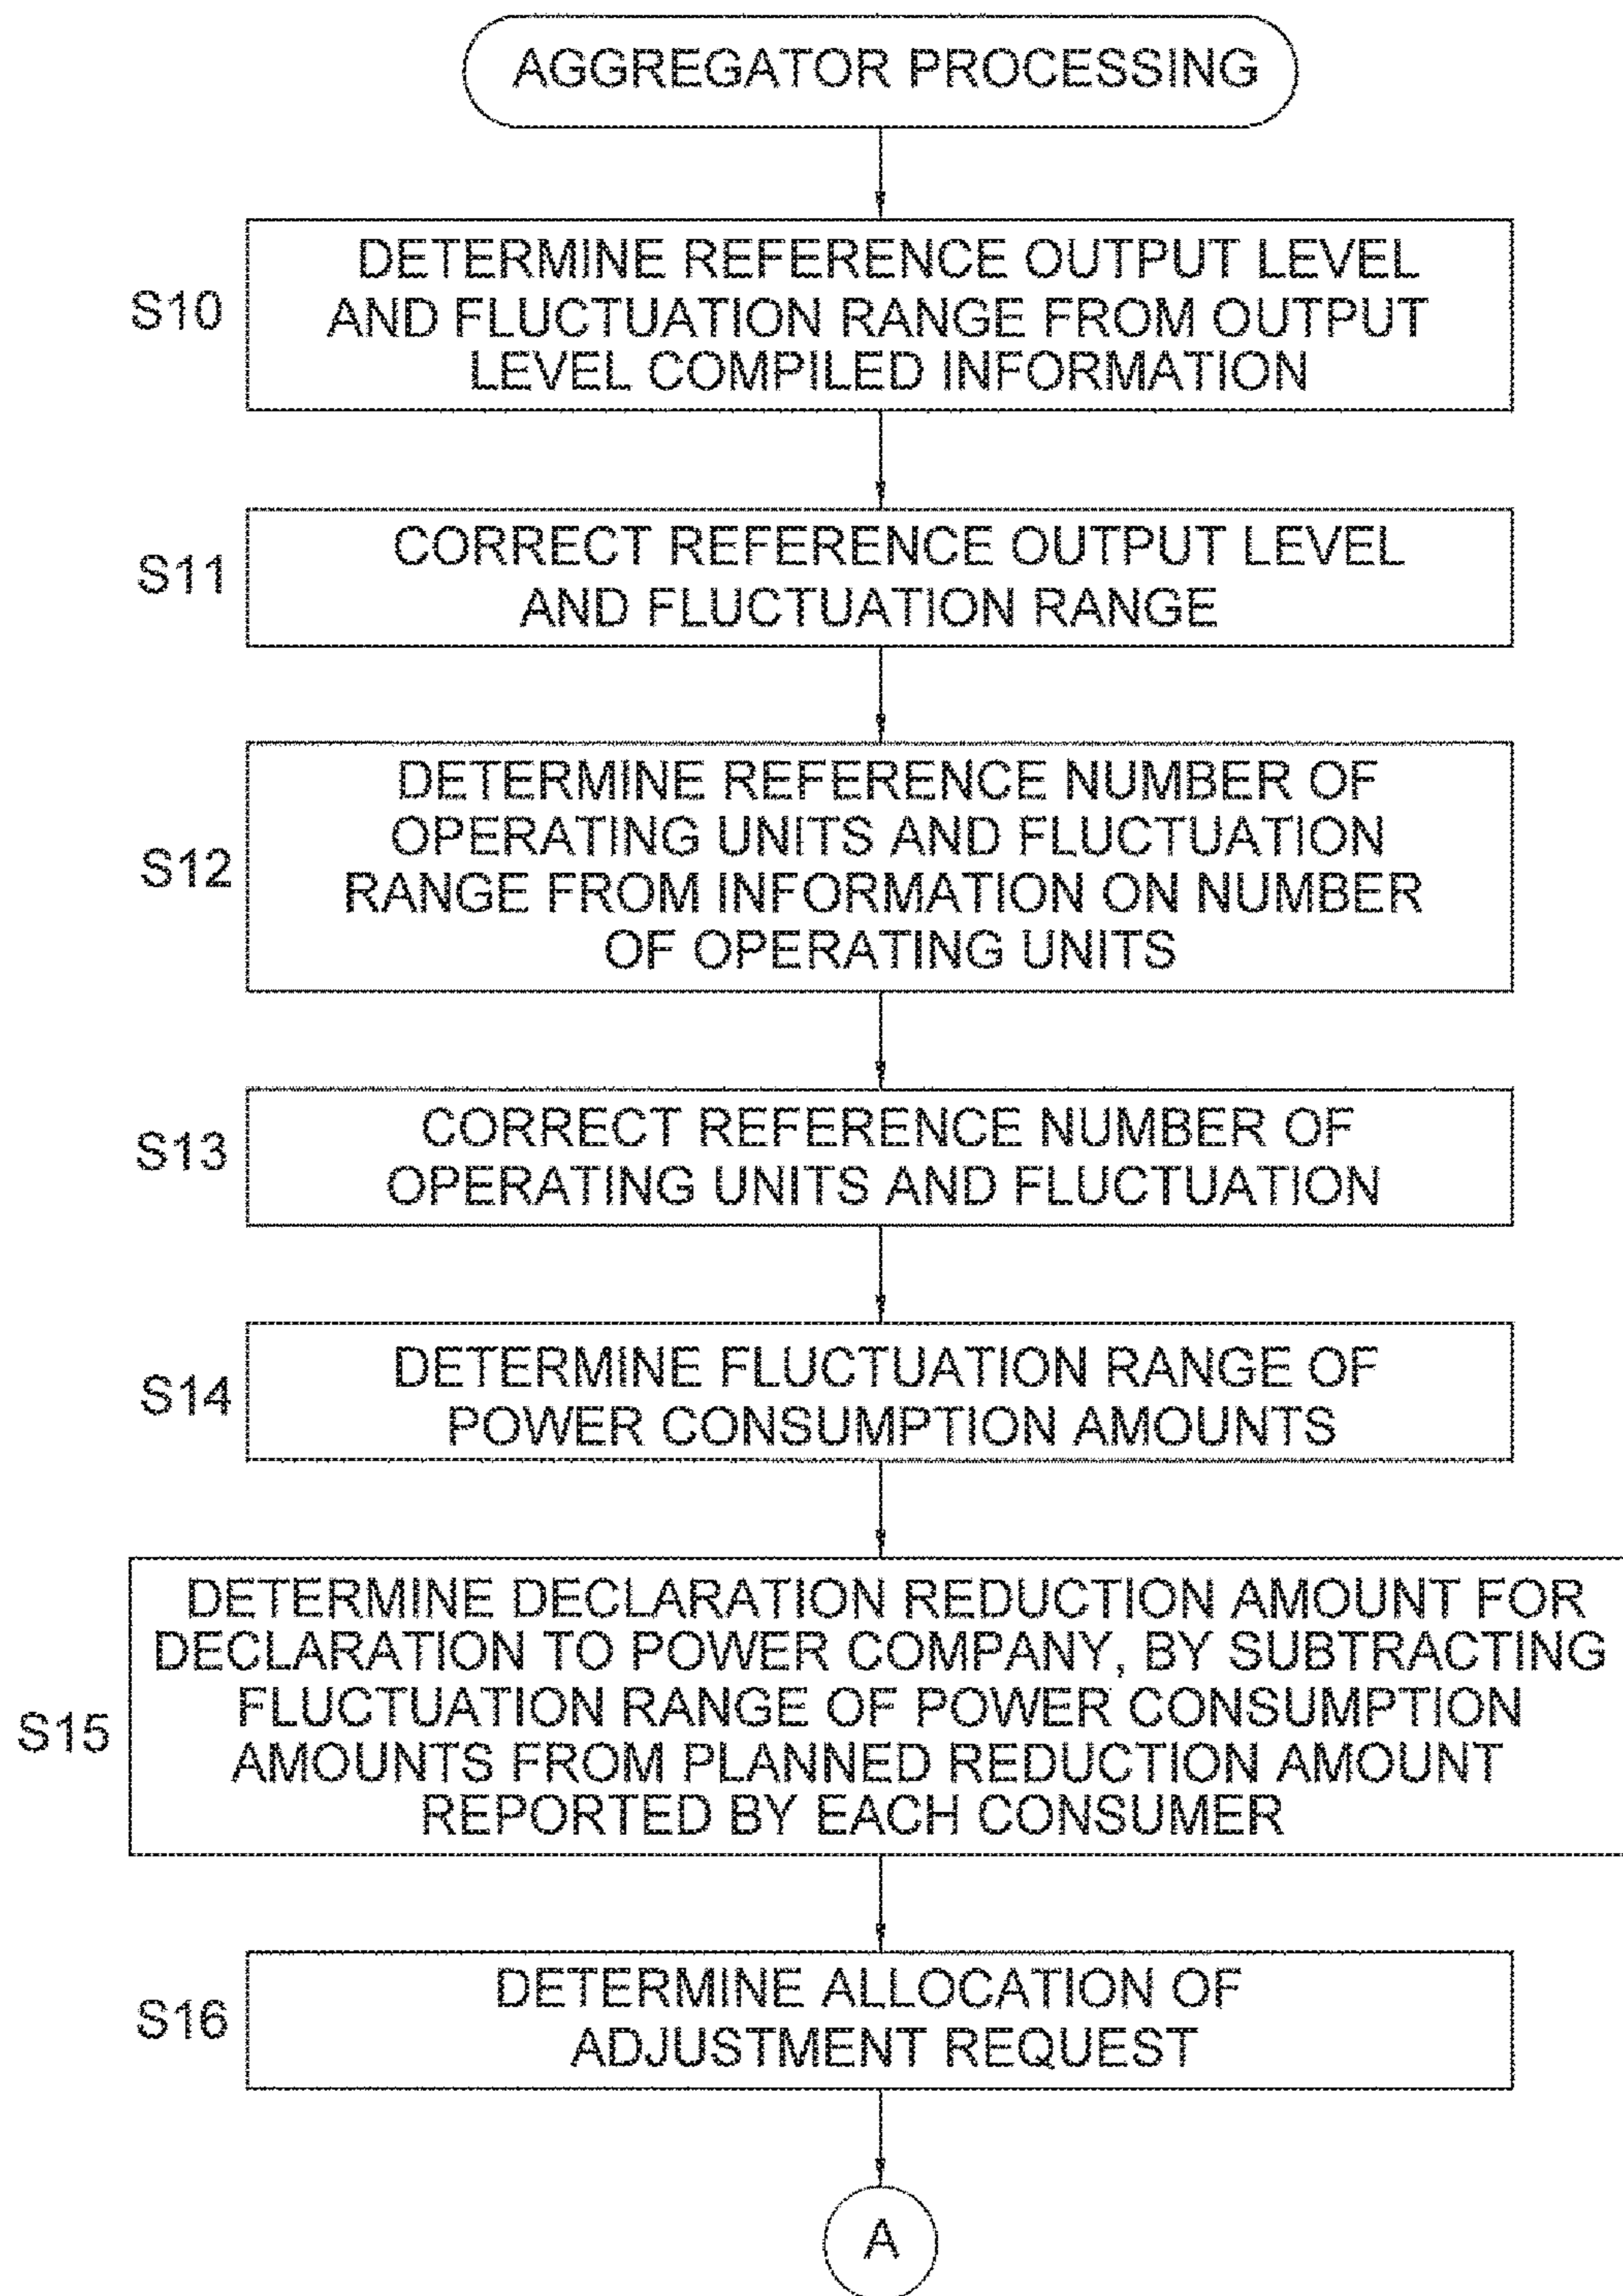 AGGREGATOR PROCESSING
S10
DETERMINE REFERENCE OUTPUT LEVEL
AND FLUCTUATION RANGE FROM OUTPUT
LEVEL COMPILED INFORMATION
S11
CORRECT REFERENCE OUTPUT LEVEL
AND FLUCTUATION RANGE
S12
DETERMINE REFERENCE NUMBER OF
OPERATING UNITS AND FLUCTUATION
RANGE FROM INFORMATION ON NUMBER
OF OPERATING UNITS
S13
CORRECT REFERENCE NUMBER OF
OPERATING UNITS AND FLUCTUATION
S14
DETERMINE FLUCTUATION RANGE OF
POWER CONSUMPTION AMOUNTS
S15
DETERMINE DECLARATION REDUCTION AMOUNT FOR
DECLARATION TO POWER COMPANY, BY SUBTRACTING
FLUCTUATION RANGE OF POWER CONSUMPTION
AMOUNTS FROM PLANNED REDUCTION AMOUNT
REPORTED BY EACH CONSUMER
S16
DETERMINE ALLOCATION OF
ADJUSTMENT REQUEST
A